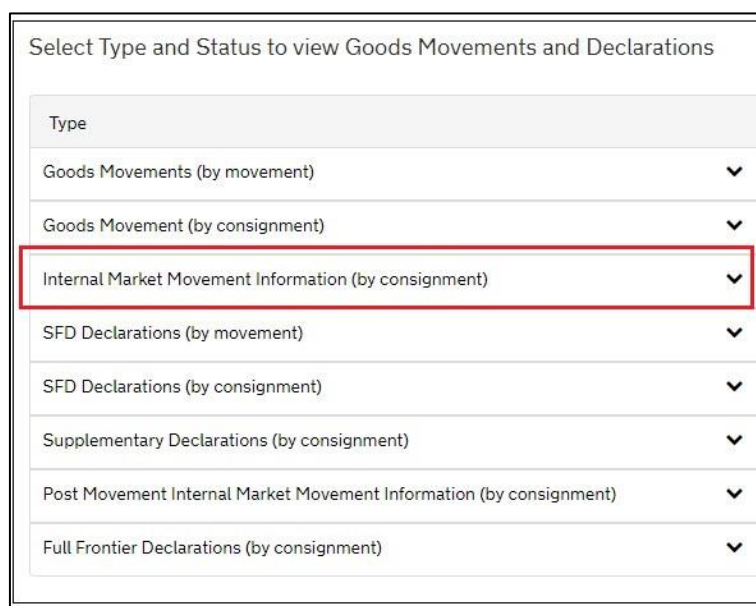 Select Type and Status to view Goods Movements and Declarations
Type
Goods Movements (by movement)
Goods Movement (by consignment)
Internal Market Movement Information (by consignment)
SFD Declarations (by movement)
SFD Declarations (by consignment)
Supplementary Declarations (by consignment)
Post Movement Internal Market Movement Information (by consignment)
Full Frontier Declarations (by consignment)